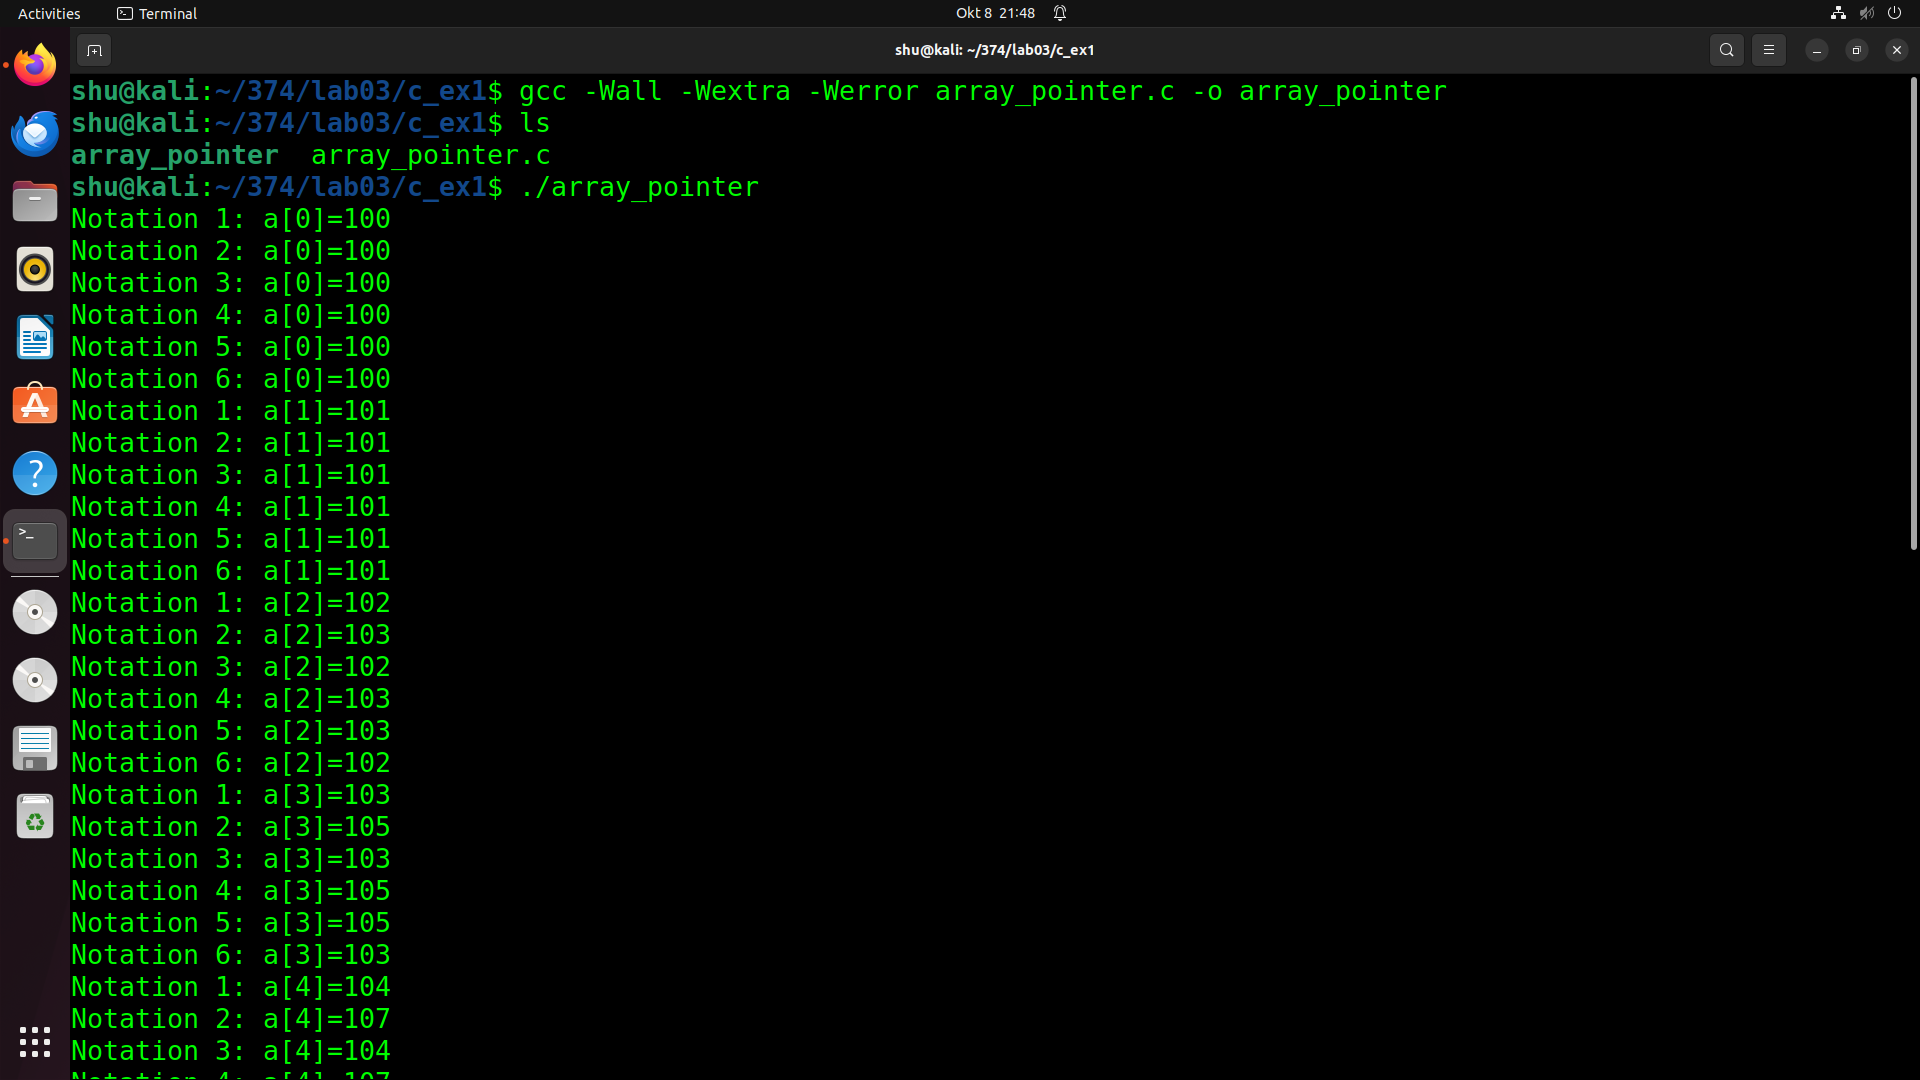 Activities
Terminal
Okt 8 21:48
shu@kali: ~/374/lab03/c_ex1
shu@kali:~/374/lab03/c_ex1$ gcc -Wall -Wextra -Werror array_pointer.c -o array_pointer
shu@kali:~/374/lab03/c_ex1$ ls
array_pointer  array_pointer.c
shu@kali:~/374/lab03/c_ex1$ ./array_pointer
Notation 1: a[0]=100
Notation 2: a[0]=100
Notation 3: a[0]=100
Notation 4: a[0]=100
Notation 5: a[0]=100
Notation 6: a[0]=100
Notation 1: a[1]=101
Notation 2: a[1]=101
Notation 3: a[1]=101
Notation 4: a[1]=101
Notation 5: a[1]=101
Notation 6: a[1]=101
Notation 1: a[2]=102
Notation 2: a[2]=103
Notation 3: a[2]=102
Notation 4: a[2]=103
Notation 5: a[2]=103
Notation 6: a[2]=102
Notation 1: a[3]=103
Notation 2: a[3]=105
Notation 3: a[3]=103
Notation 4: a[3]=105
Notation 5: a[3]=105
Notation 6: a[3]=103
Notation 1: a[4]=104
Notation 2: a[4]=107
Notation 3: a[4]=104
Notation 4: a[4]=107